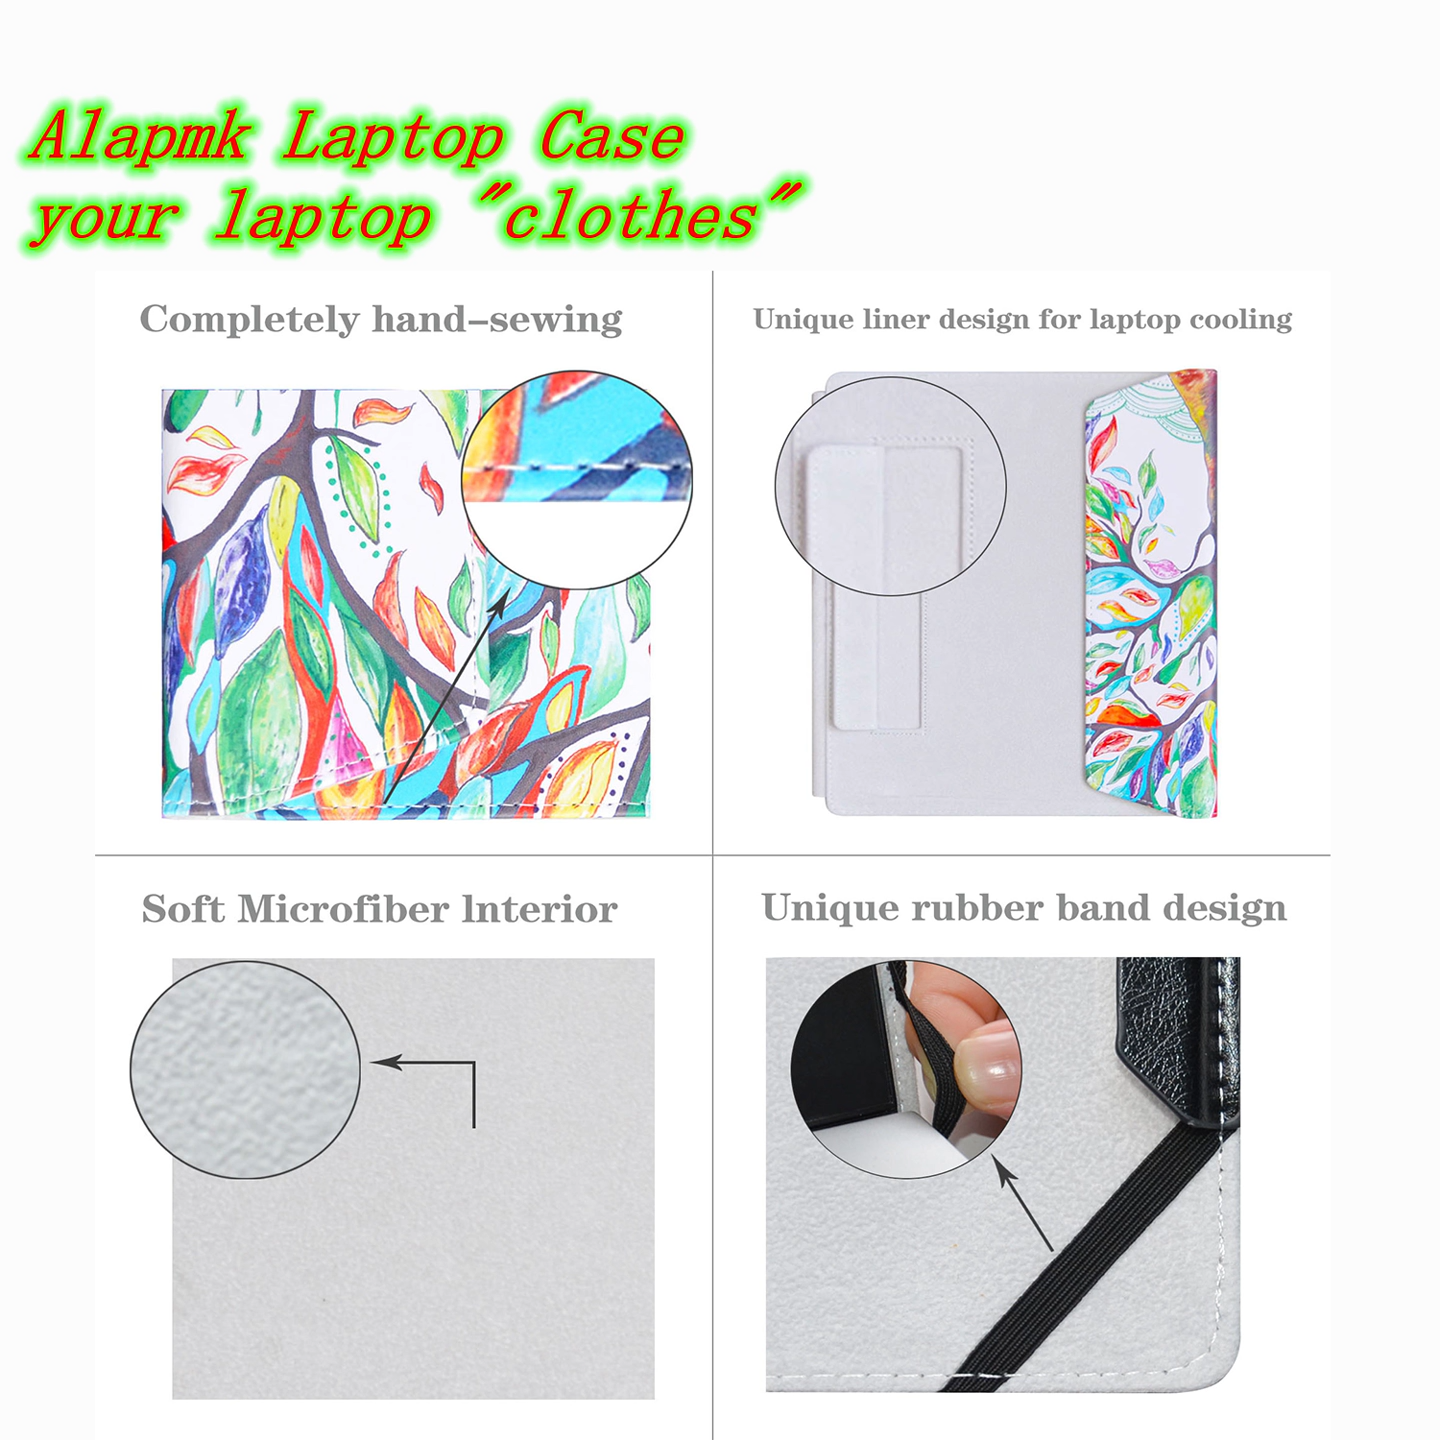 Alapmk Laptop Case
your laptop "clothes"
Completely hand-sewing
Unique liner design for laptop cooling
Soft Microfiber lnterior
Unique rubber band design